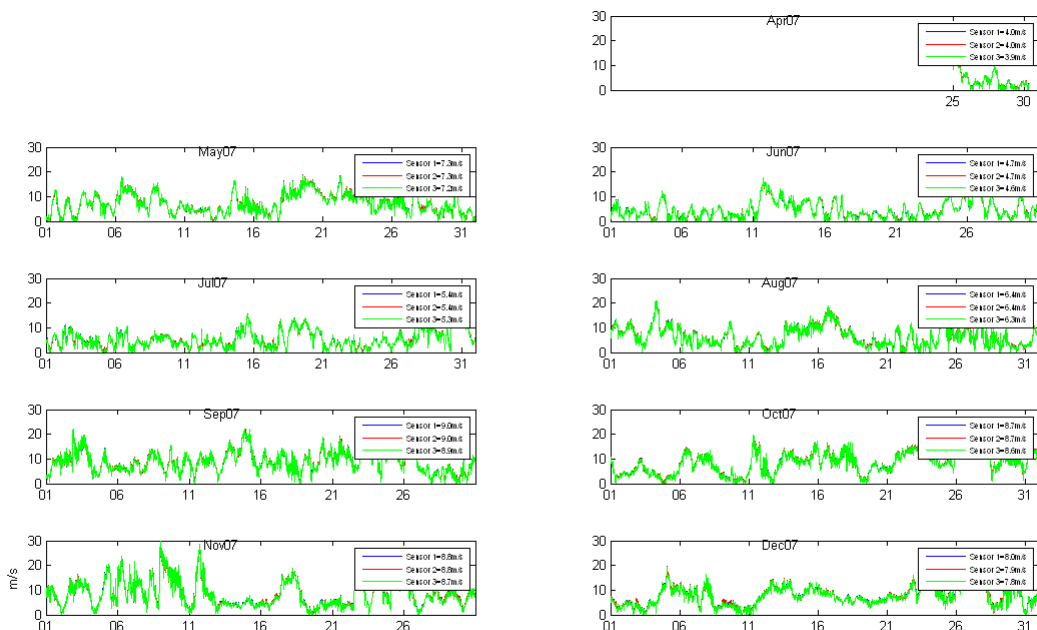 Apr07
30
20
10
0
Sensor 1=4.0m/s
Sensor 2=4.0m/s
Sensor 3=3.9m/s
25 30
May07
30
20
10
0
Sensor 1=7.3m/s
Sensor 2=7.3m/s
Sensor 3=7.2m/s
01 06 11 16 21 26 31
Jun07
30
20
10
0
Sensor 1=4.7m/s
Sensor 2=4.7m/s
Sensor 3=4.6m/s
01 06 11 16 21 26
Jul07
30
20
10
0
Sensor 1=5.4m/s
Sensor 2=5.4m/s
Sensor 3=5.3m/s
01 06 11 16 21 26 31
Aug07
30
20
10
0
Sensor 1=6.4m/s
Sensor 2=6.4m/s
Sensor 3=6.3m/s
01 06 11 16 21 26 31
Sep07
30
20
10
0
Sensor 1=9.0m/s
Sensor 2=9.0m/s
Sensor 3=8.9m/s
01 06 11 16 21 26
Oct07
30
20
10
0
Sensor 1=8.7m/s
Sensor 2=8.7m/s
Sensor 3=8.6m/s
01 06 11 16 21 26 31
Nov07
m/s
30
20
10
0
Sensor 1=8.8m/s
Sensor 2=8.8m/s
Sensor 3=8.7m/s
01 06 11 16 21 26
Dec07
30
20
10
0
Sensor 1=8.0m/s
Sensor 2=7.9m/s
Sensor 3=7.8m/s
01 06 11 16 21 26 31